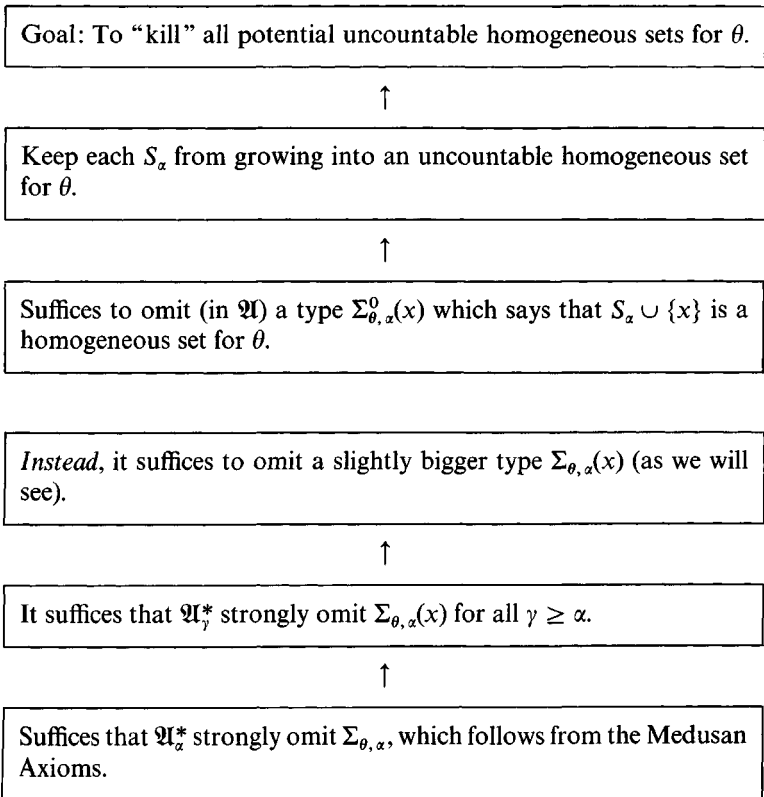 Goal: To “kill” all potential uncountable homogeneous sets for θ.
↑
Keep each S_α from growing into an uncountable homogeneous set
for θ.
↑
Suffices to omit (in 𝔄) a type Σ⁰_{θ, α}(x) which says that S_α ∪ {x} is a
homogeneous set for θ.
Instead, it suffices to omit a slightly bigger type Σ_{θ, α}(x) (as we will
see).
↑
It suffices that 𝔄*_γ strongly omit Σ_{θ, α}(x) for all γ ≥ α.
↑
Suffices that 𝔄*_α strongly omit Σ_{θ, α}, which follows from the Medusan
Axioms.